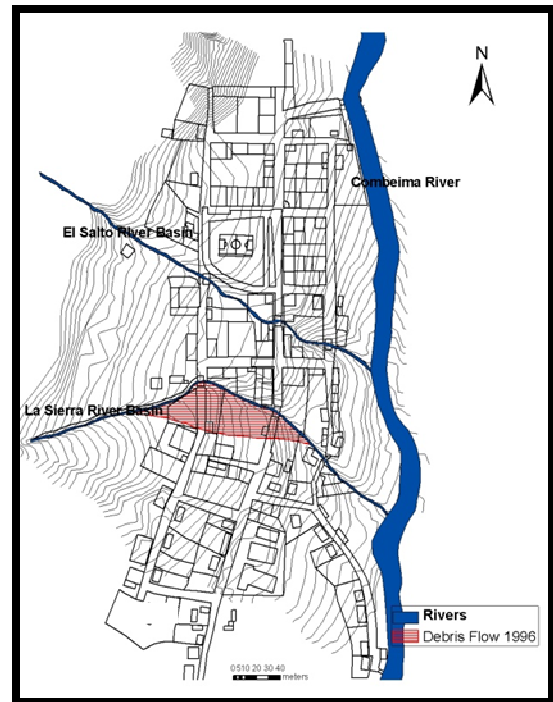 N
Combeima River
El Salto River Basin
La Sierra River Basin
Rivers
Debris Flow 1996
0 5 10 20 30 40
meters